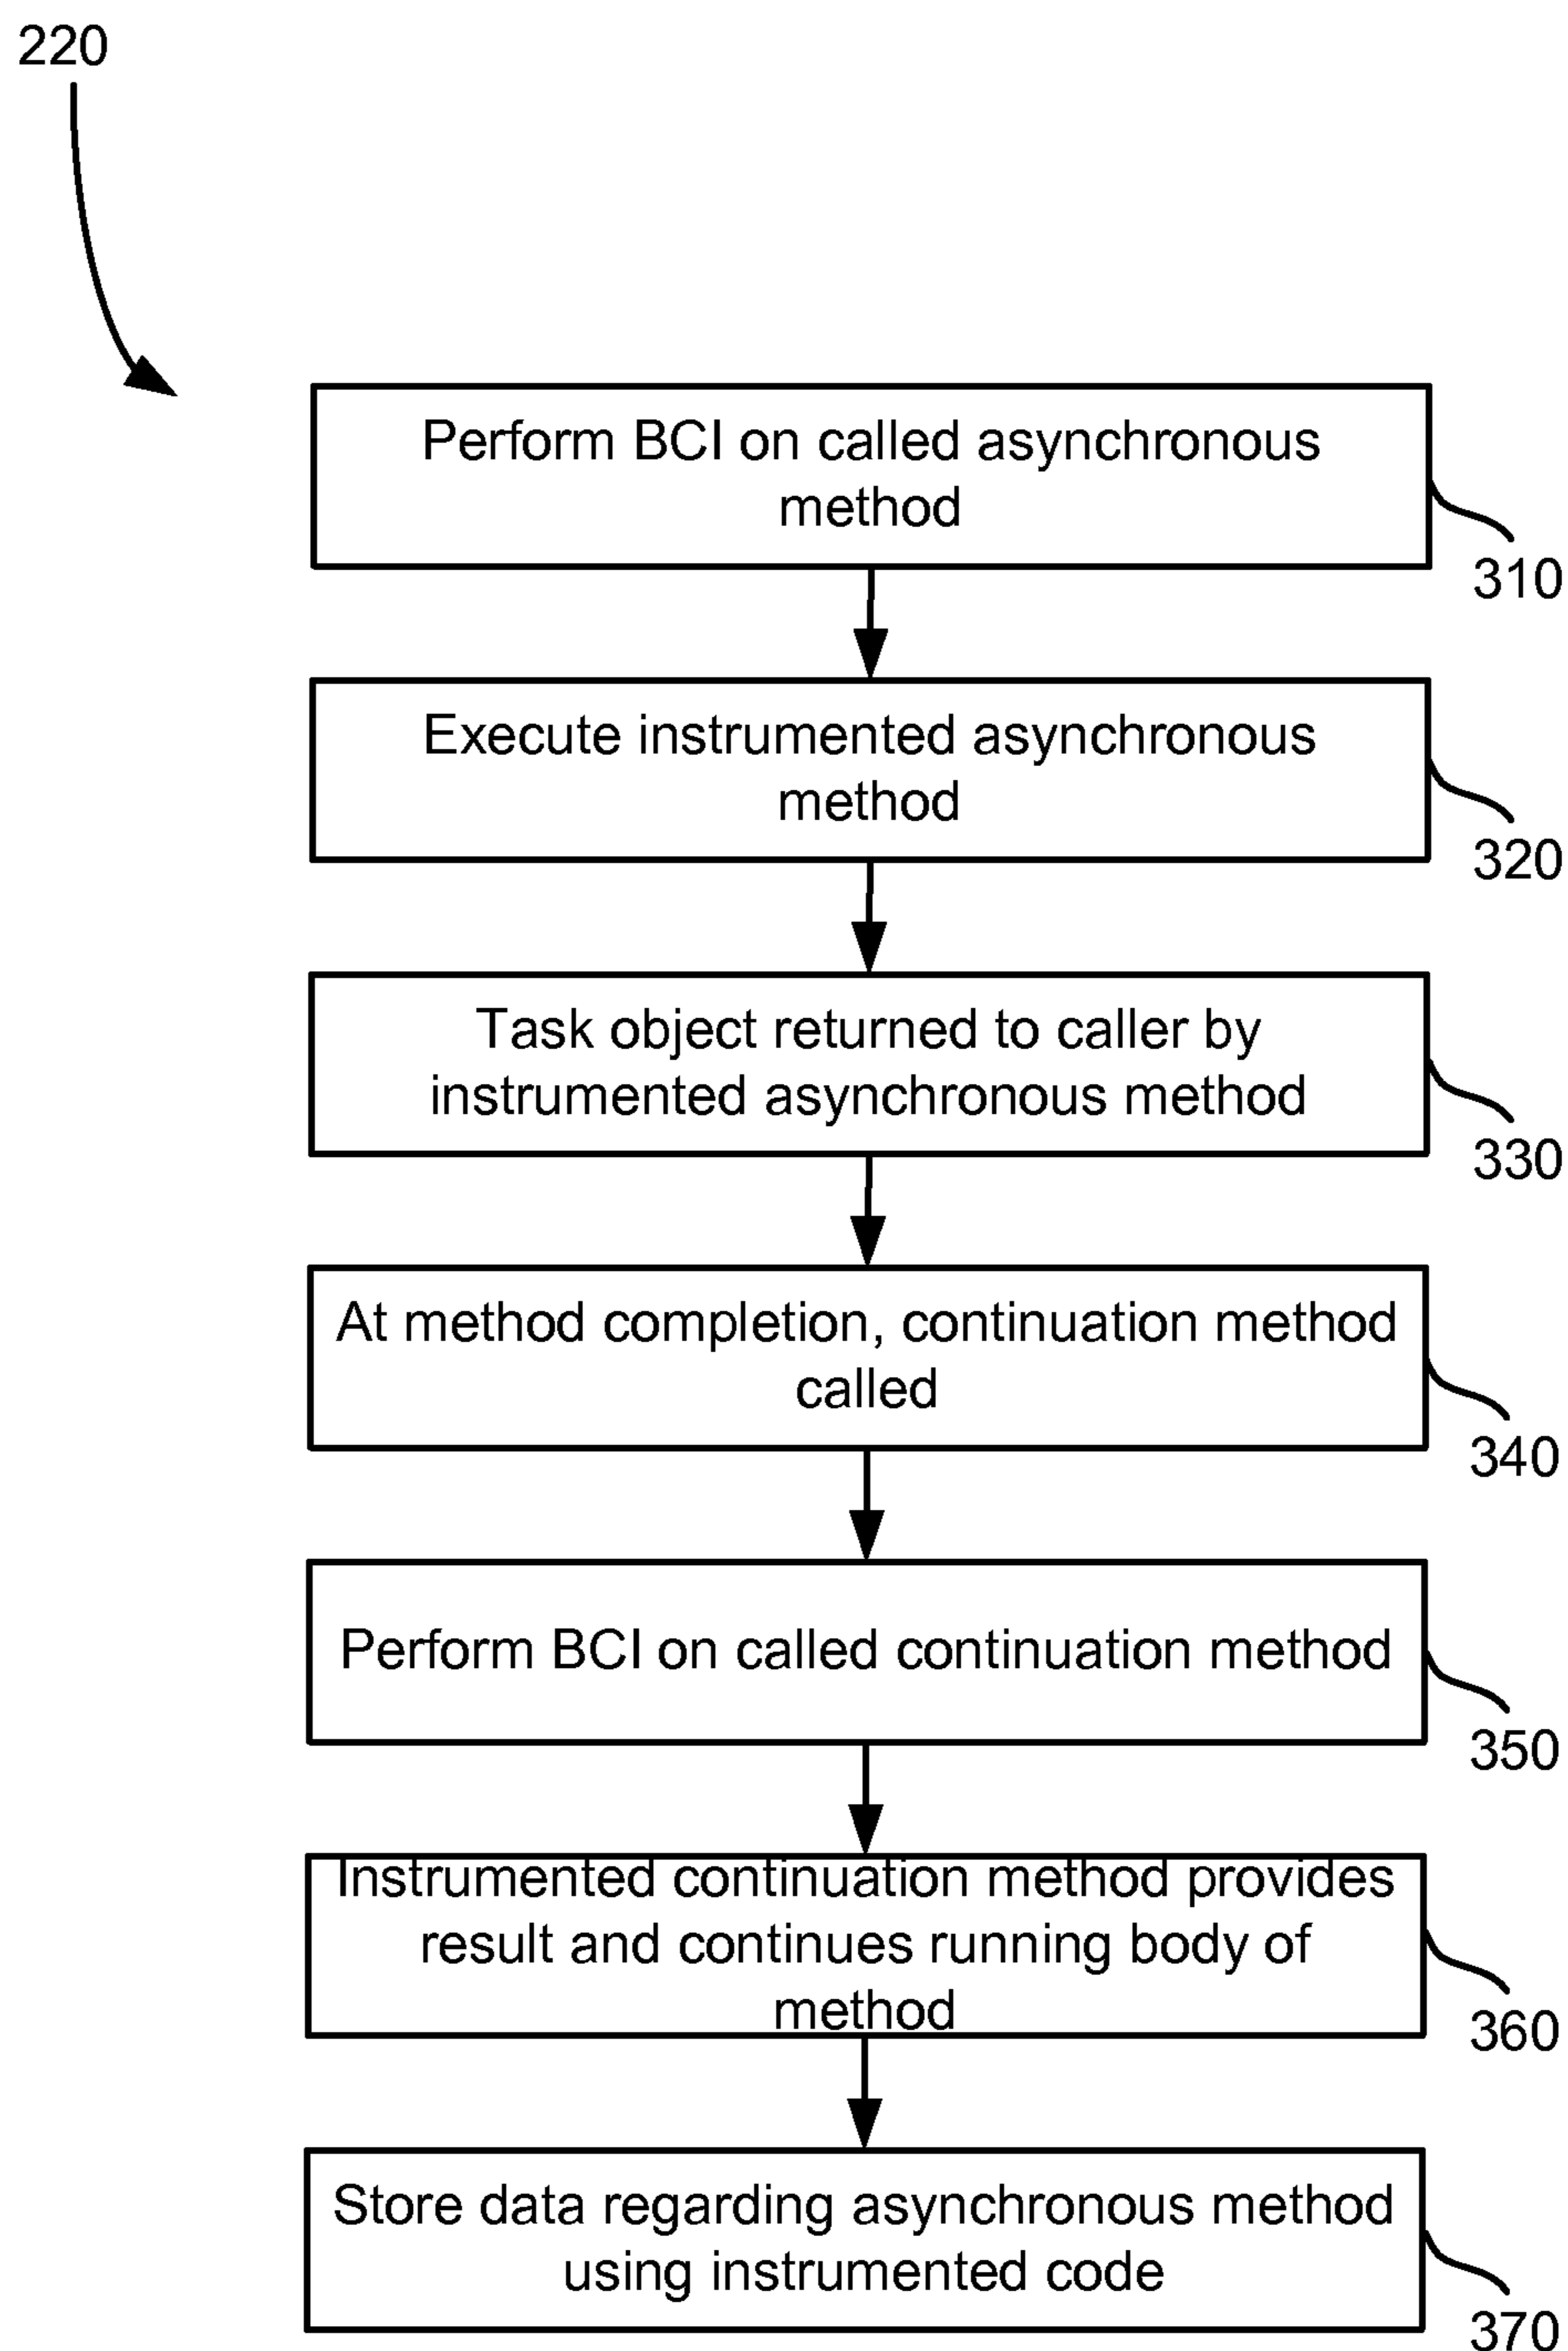 220
Perform BCI on called asynchronous
method
310
Execute instrumented asynchronous
method
320
Task object returned to caller by
instrumented asynchronous method
330
At method completion, continuation method
called
340
Perform BCI on called continuation method
350
Instrumented continuation method provides
result and continues running body of
method
360
Store data regarding asynchronous method
using instrumented code
370